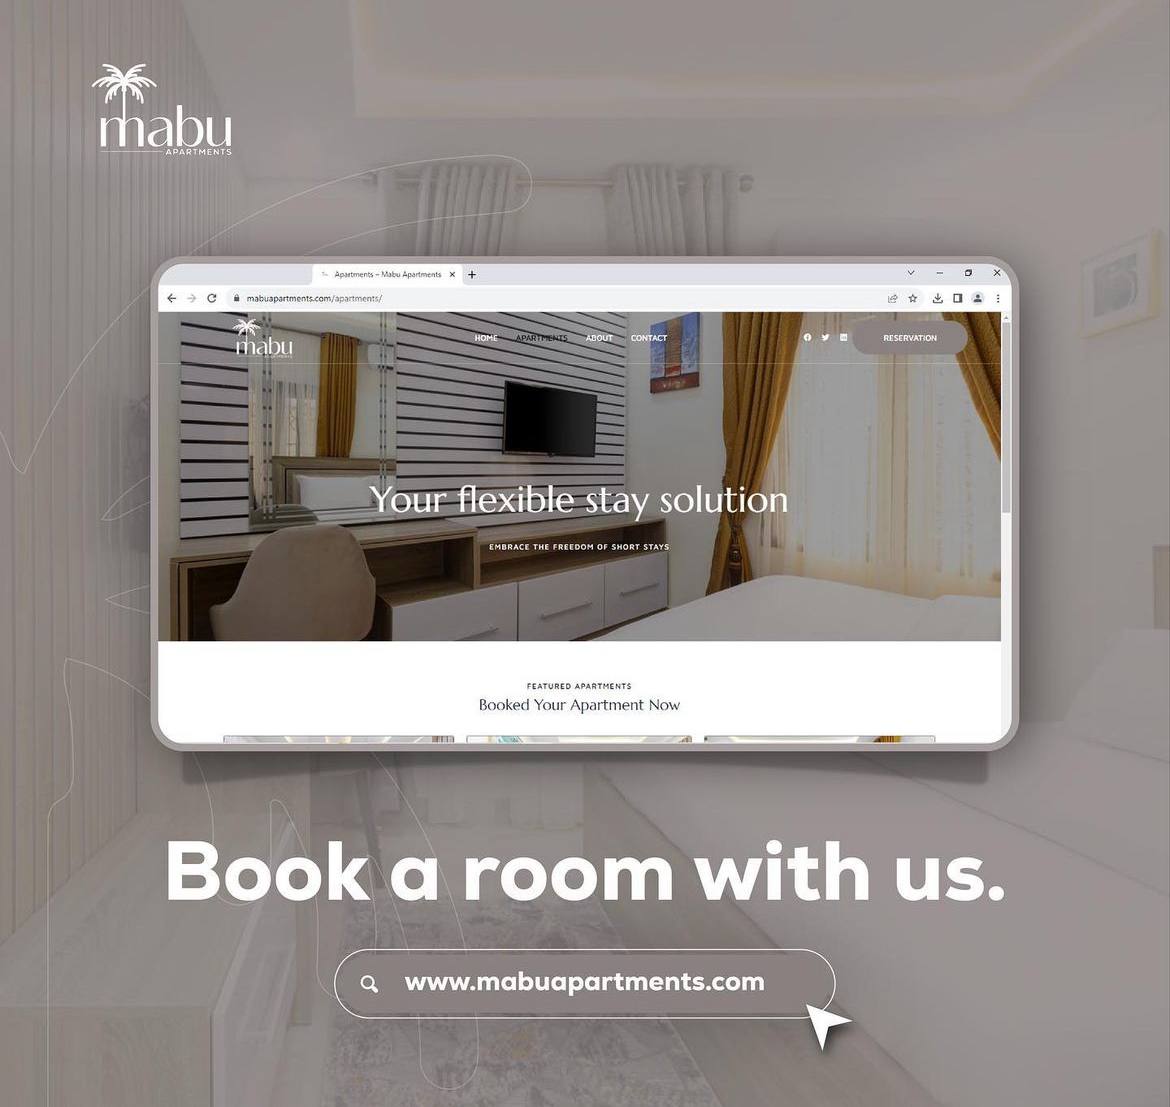 mabu
APARTMENTS
Apartments – Mabu Apartments
mabuapartments.com/apartments/
mabu
APARTMENTS
HOME APARTMENTS ABOUT CONTACT
RESERVATION
Your flexible stay solution
EMBRACE THE FREEDOM OF SHORT STAYS
FEATURED APARTMENTS
Booked Your Apartment Now
Book a room with us.
www.mabuapartments.com